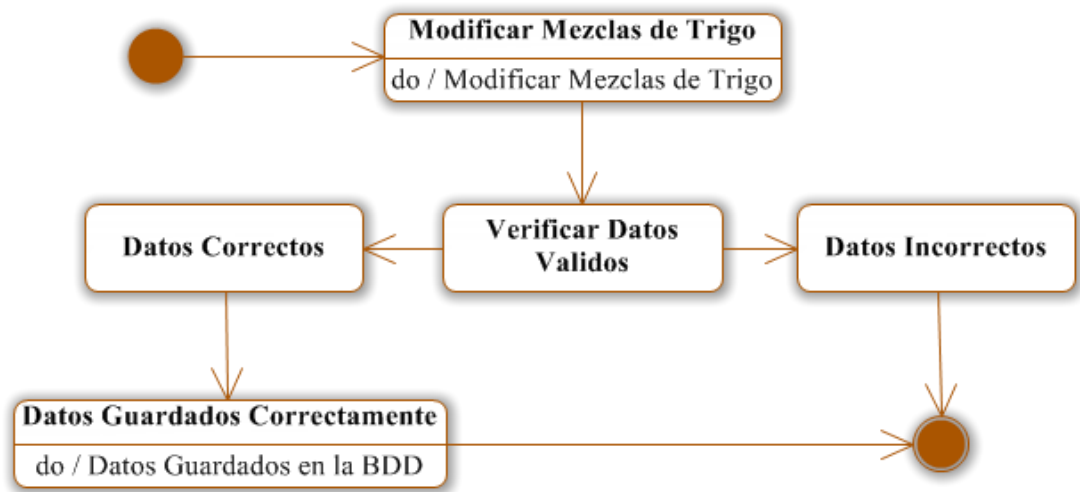 Modificar Mezclas de Trigo
do / Modificar Mezclas de Trigo
Datos Correctos
Verificar Datos
Validos
Datos Incorrectos
Datos Guardados Correctamente
do / Datos Guardados en la BDD